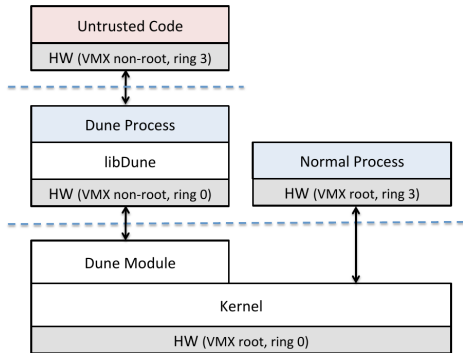 Untrusted Code
HW (VMX non-root, ring 3)
Dune Process
libDune
HW (VMX non-root, ring 0)
Normal Process
HW (VMX root, ring 3)
Dune Module
Kernel
HW (VMX root, ring 0)